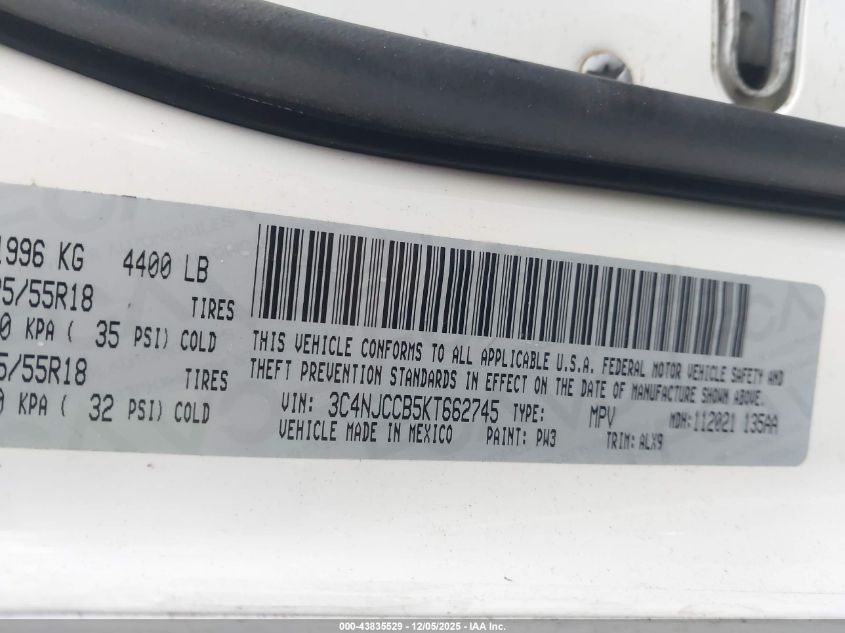 1996 KG 4400 LB
5/55R18 TIRES
0 KPA ( 35 PSI) COLD
5/55R18 TIRES
0 KPA ( 32 PSI) COLD
THIS VEHICLE CONFORMS TO ALL APPLICABLE U.S.A. FEDERAL MOTOR VEHICLE SAFETY AND
THEFT PREVENTION STANDARDS IN EFFECT ON THE DATE OF MANUFACTURE SHOWN ABOVE.
VIN: 3C4NJCCB5KT662745 TYPE: MPV MDH:112021 135AA
VEHICLE MADE IN MEXICO PAINT: PW3 TRIM: ALX9
000-43835529 - 12/05/2025 - IAA Inc.